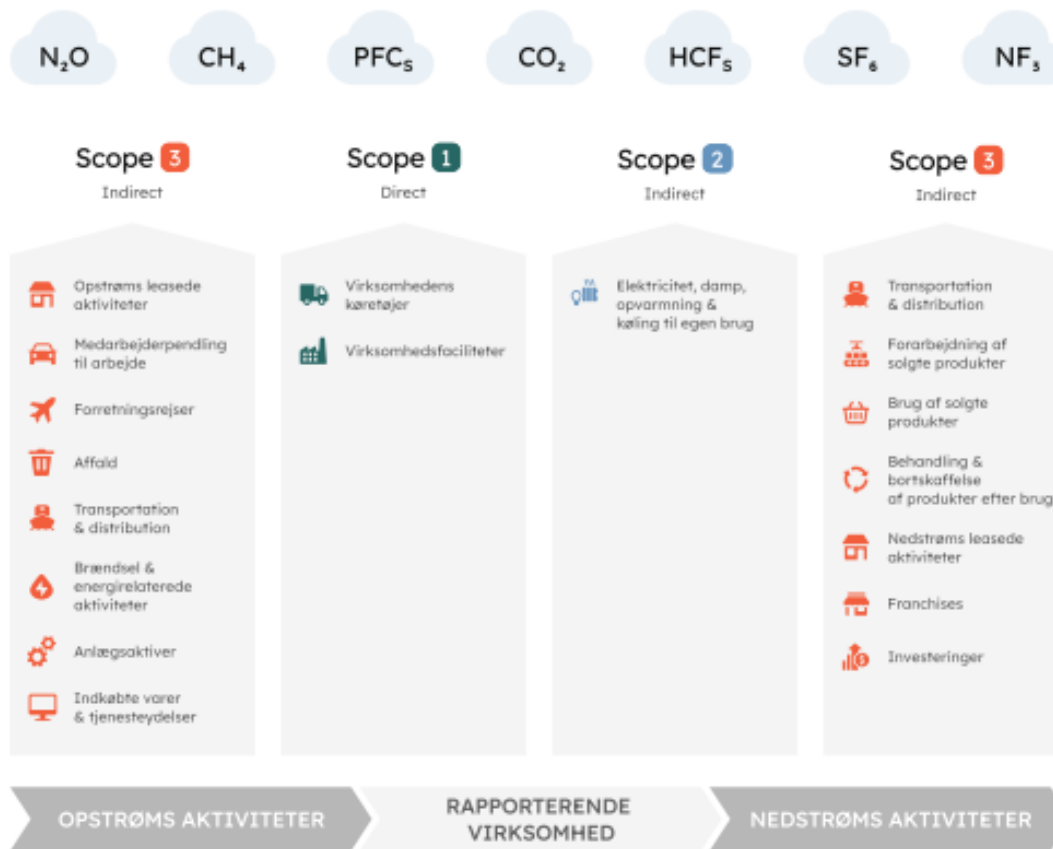 N₂O
CH₄
PFCₛ
CO₂
HCFₛ
SF₆
NF₃
Scope 3
Indirect
Opstrøms leasede
aktiviteter
Medarbejderpendling
til arbejde
Forretningsrejser
Affald
Transportation
& distribution
Brændsel &
energirelaterede
aktiviteter
Anlægsaktiver
Indkøbte varer
& tjenesteydelser
Scope 1
Direct
Virksomhedens
køretøjer
Virksomhedsfaciliteter
Scope 2
Indirect
Elektricitet, damp,
opvarmning &
køling til egen brug
Scope 3
Indirect
Transportation
& distribution
Forarbejdning af
solgte produkter
Brug af solgte
produkter
Behandling &
bortskaffelse
af produkter efter brug
Nedstrøms leasede
aktiviteter
Franchises
Investeringer
OPSTRØMS AKTIVITETER
RAPPORTERENDE
VIRKSOMHED
NEDSTRØMS AKTIVITETER